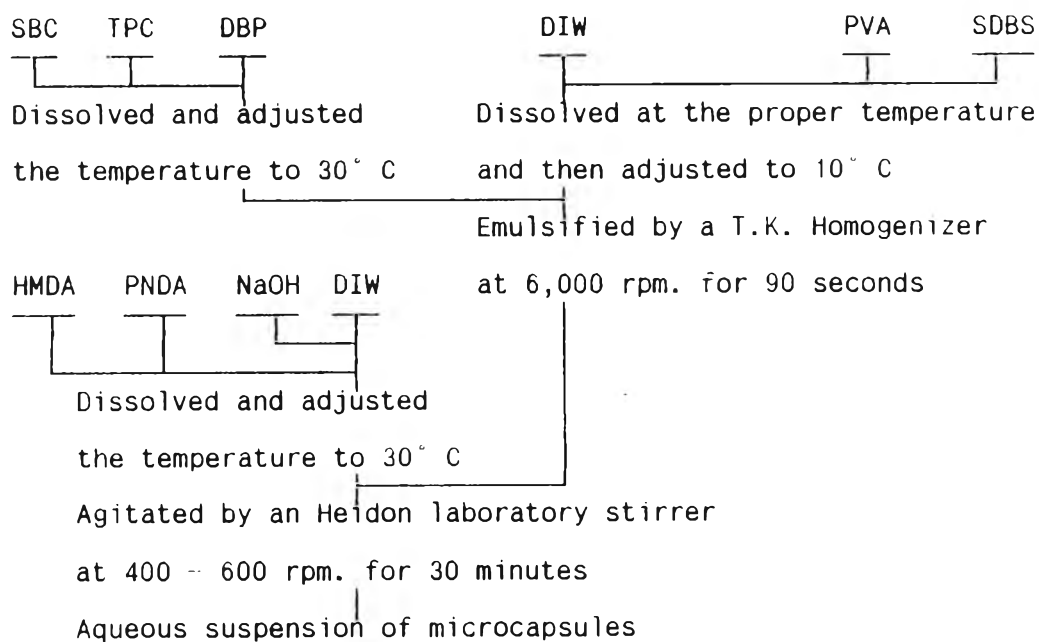 SBC TPC DBP DIW PVA SDBS
Dissolved and adjusted
the temperature to 30° C
Dissolved at the proper temperature
and then adjusted to 10° C
Emulsified by a T.K. Homogenizer
at 6,000 rpm. for 90 seconds
HMDA PNDA NaOH DIW
Dissolved and adjusted
the temperature to 30° C
Agitated by an Heidon laboratory stirrer
at 400 - 600 rpm. for 30 minutes
Aqueous suspension of microcapsules